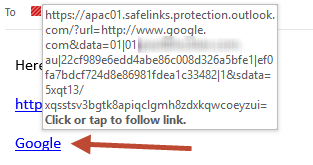 To
https://apac01.safelinks.protection.outlook.
com/?url=http://www.google.
com&data=01|01
au|22cf989e6edd4abe86c008d326a5bfe1|ef0
fa7bdcf724d8e86981fdea1c33482|1&sdata=
5xqt13/
xqsstsv3bgtk8apiqclgmh8zdxkqwcoeyzui=
Click or tap to follow link.
Here
http
Google